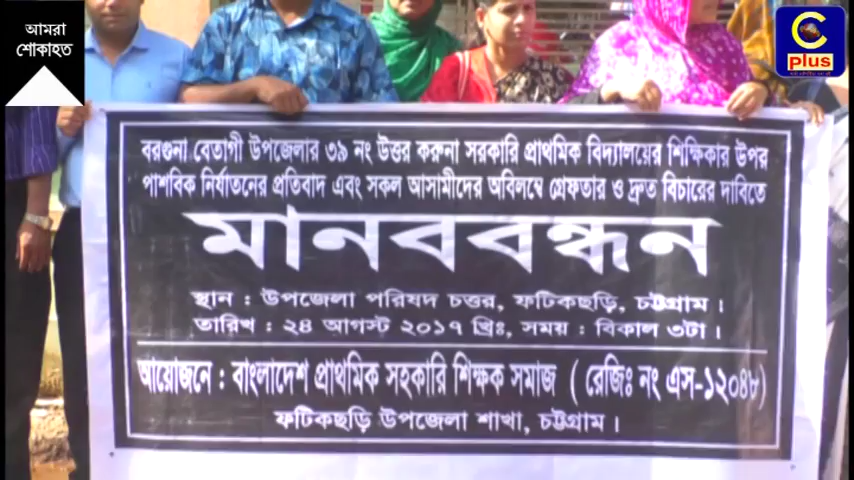 আমরা
শোকাহত
C
plus
বরগুনা বেতাগী উপজেলার ৩৯ নং উত্তর করুনা সরকারি প্রাথমিক বিদ্যালয়ের শিক্ষিকার উপর
পাশবিক নির্যাতনের প্রতিবাদ এবং সকল আসামীদের অবিলম্বে গ্রেফতার ও দ্রুত বিচারের দাবিতে
মানববন্ধন
স্থান : উপজেলা পরিষদ চত্তর, ফটিকছড়ি, চট্টগ্রাম।
তারিখ : ২৪ আগস্ট ২০১৭ খ্রিঃ, সময় : বিকাল ৩টা।
আয়োজনে : বাংলাদেশ প্রাথমিক সহকারি শিক্ষক সমাজ (রেজিঃ নং এস-১২০৪৮)
ফটিকছড়ি উপজেলা শাখা, চট্টগ্রাম।